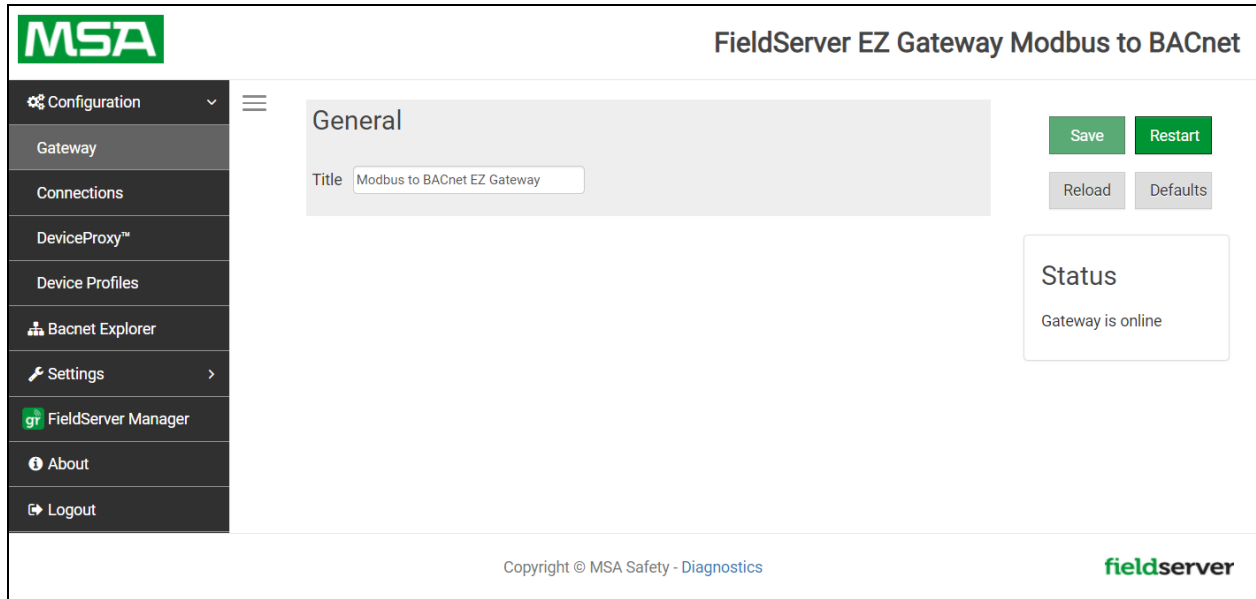 MSA
FieldServer EZ Gateway Modbus to BACnet
Configuration
Gateway
Connections
DeviceProxy™
Device Profiles
Bacnet Explorer
Settings
gr FieldServer Manager
About
Logout
General
Title Modbus to BACnet EZ Gateway
Save Restart
Reload Defaults
Status
Gateway is online
Copyright © MSA Safety - Diagnostics
fieldserver